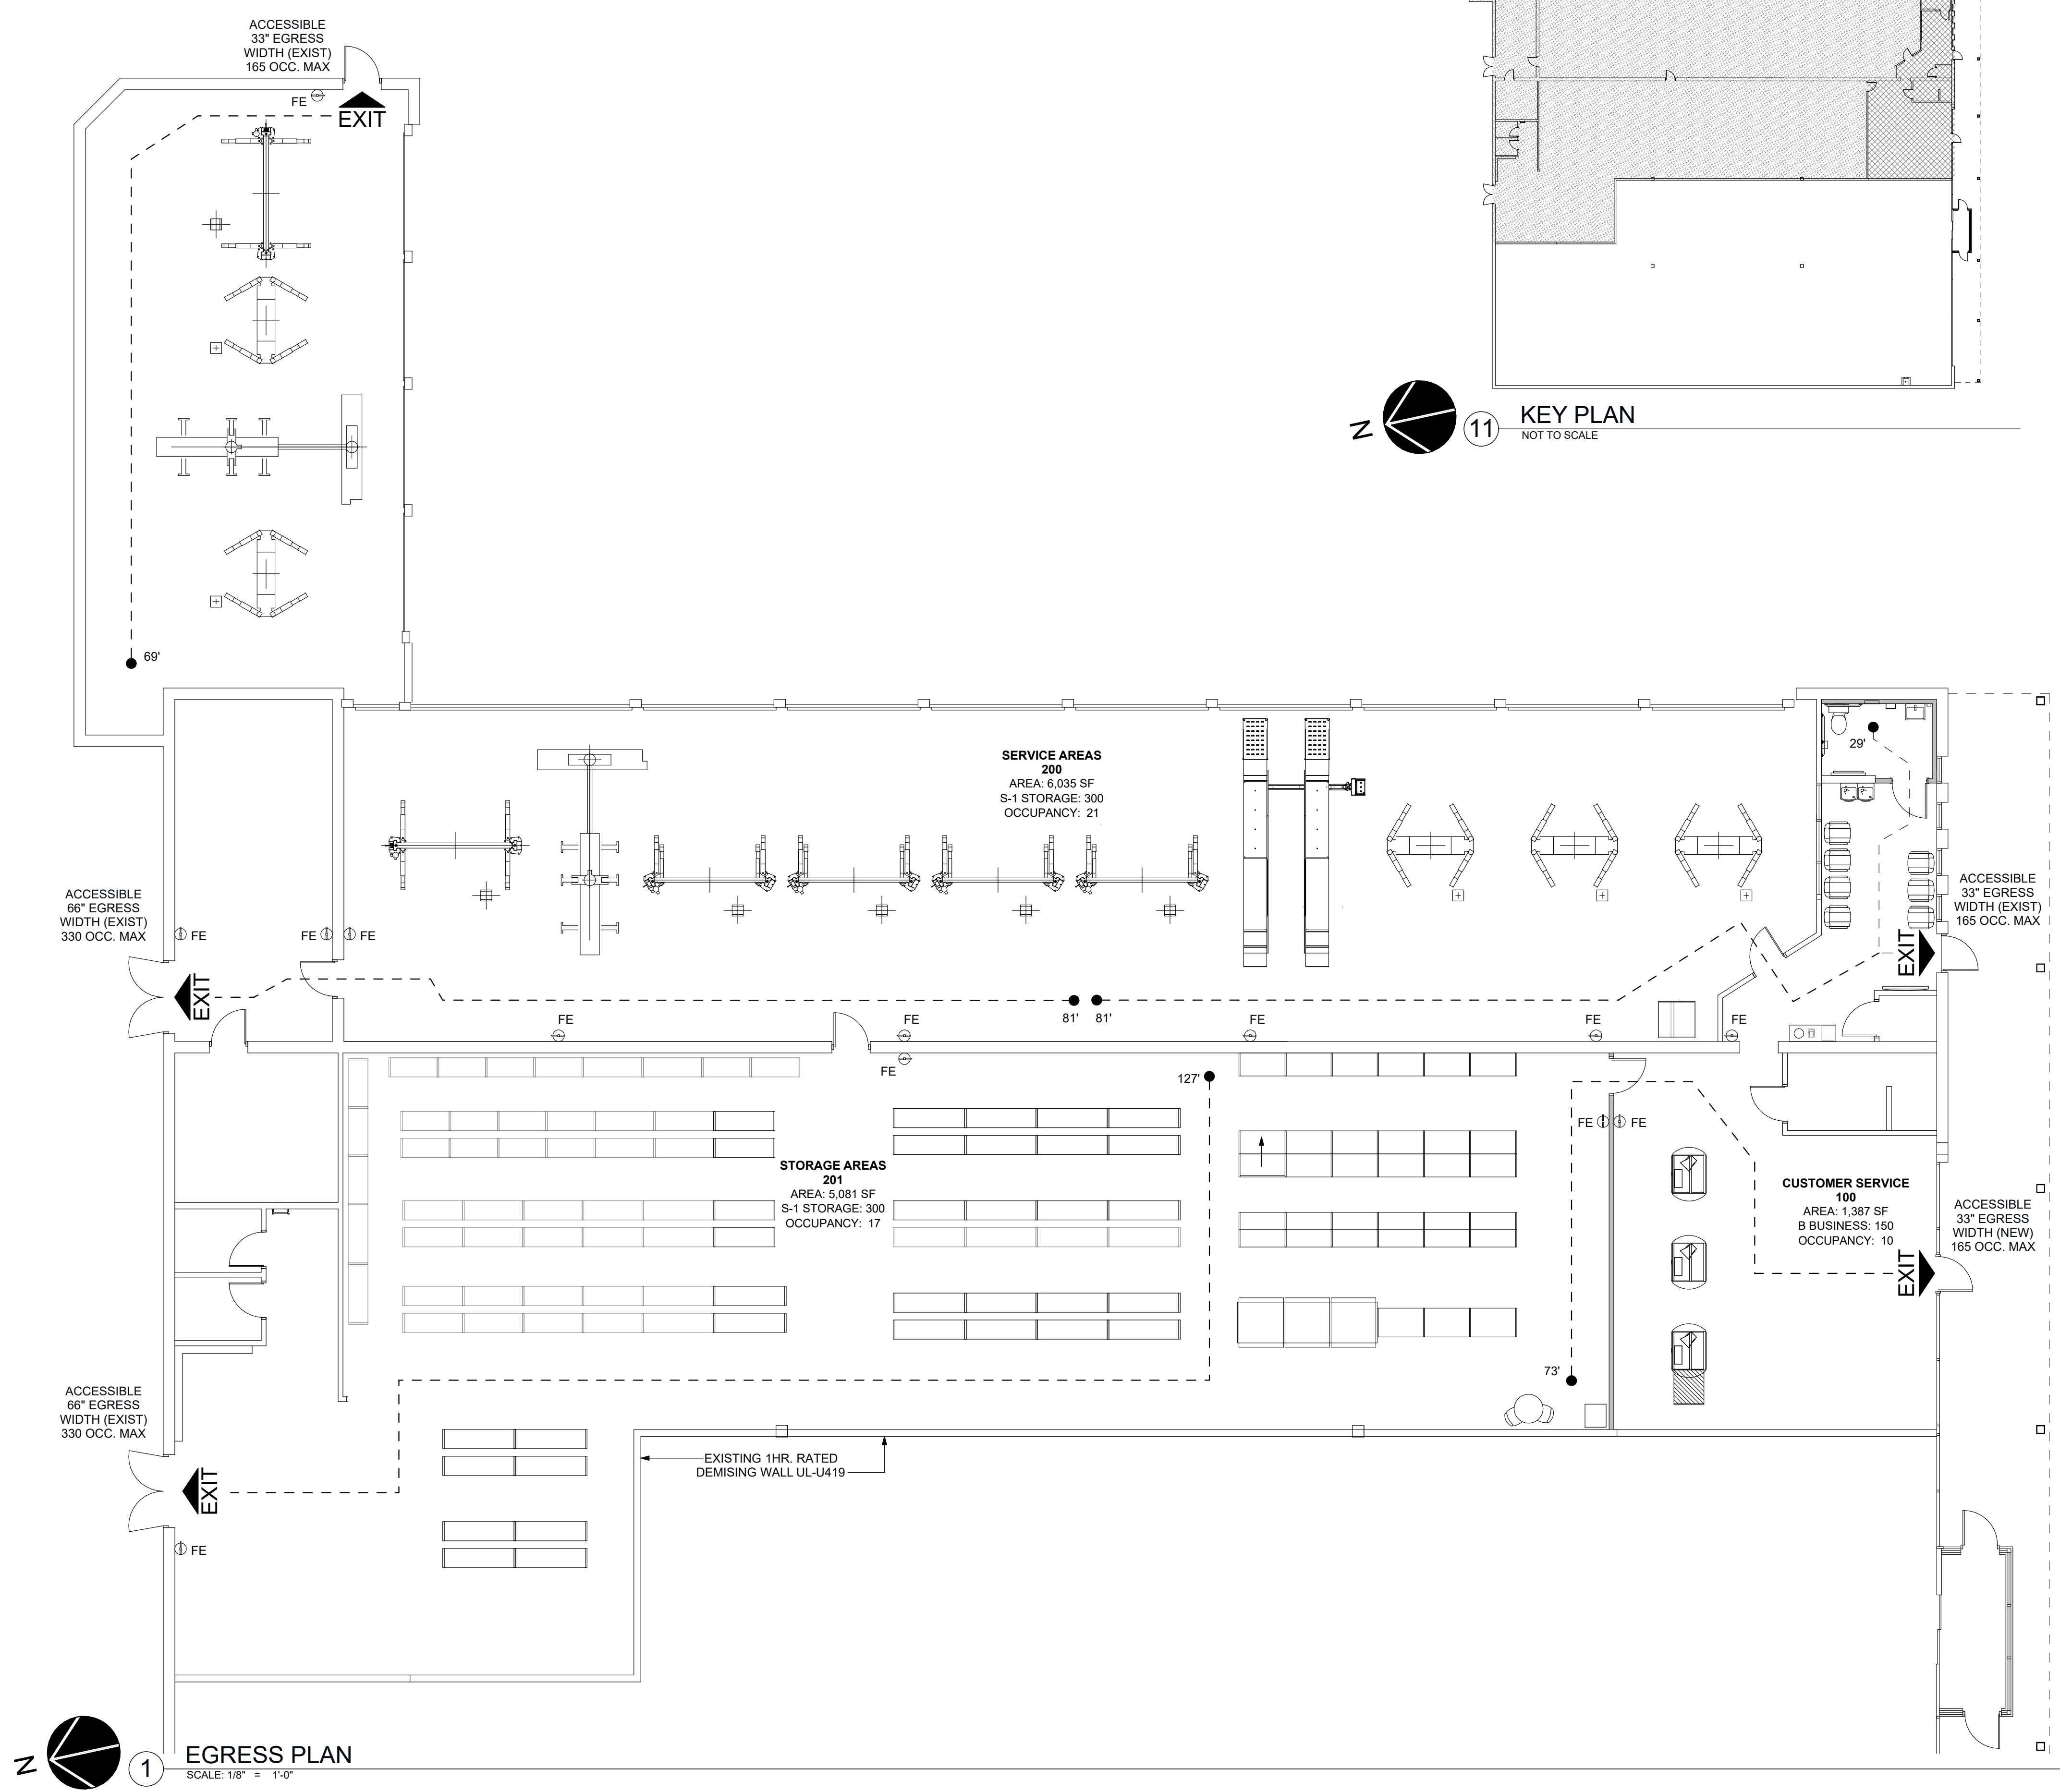 ACCESSIBLE
33" EGRESS
WIDTH (EXIST)
165 OCC. MAX
FE
EXIT
N
11
KEY PLAN
NOT TO SCALE
69'
SERVICE AREAS
200
AREA: 6,035 SF
S-1 STORAGE: 300
OCCUPANCY: 21
29'
ACCESSIBLE
66" EGRESS
WIDTH (EXIST)
330 OCC. MAX
FE
FE
FE
EXIT
ACCESSIBLE
33" EGRESS
WIDTH (EXIST)
165 OCC. MAX
EXIT
81'
81'
FE
FE
FE
FE
FE
FE
127'
FE
FE
STORAGE AREAS
201
AREA: 5,081 SF
S-1 STORAGE: 300
OCCUPANCY: 17
CUSTOMER SERVICE
100
AREA: 1,387 SF
B BUSINESS: 150
OCCUPANCY: 10
ACCESSIBLE
33" EGRESS
WIDTH (NEW)
165 OCC. MAX
EXIT
73'
ACCESSIBLE
66" EGRESS
WIDTH (EXIST)
330 OCC. MAX
EXIT
EXISTING 1HR. RATED
DEMISING WALL UL-U419
FE
N
1
EGRESS PLAN
SCALE: 1/8" = 1'-0"